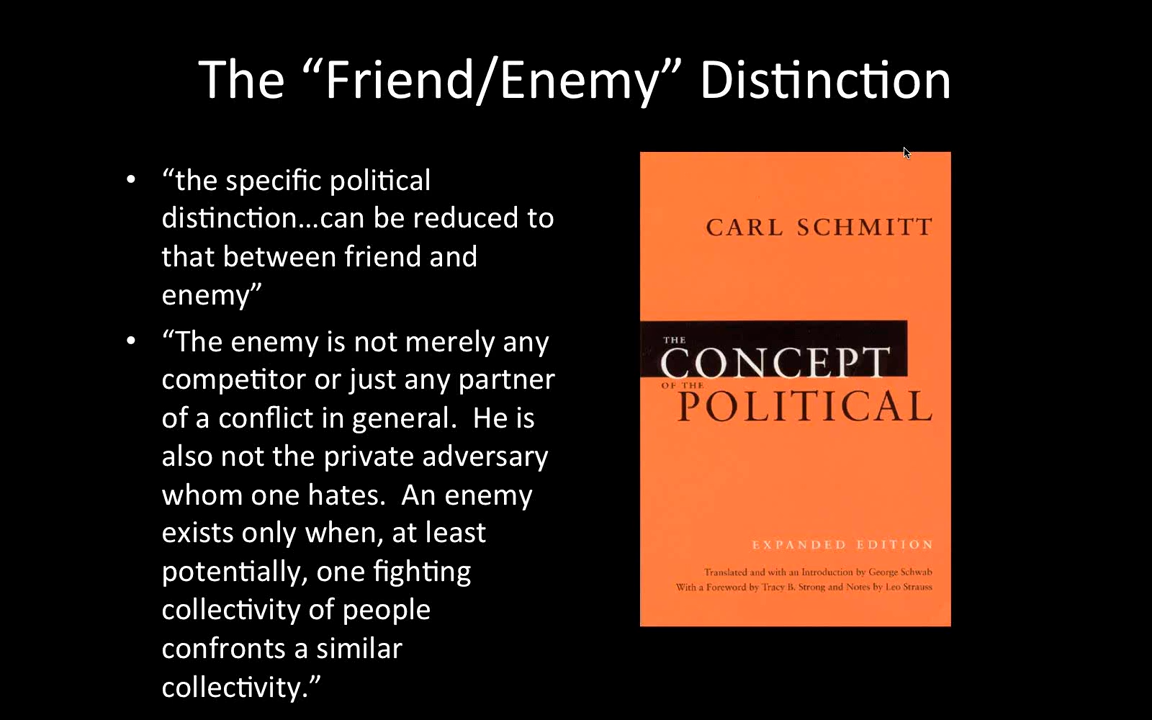 The “Friend/Enemy” Distinction
• “the specific political
distinction…can be reduced to
that between friend and
enemy”
• “The enemy is not merely any
competitor or just any partner
of a conflict in general.  He is
also not the private adversary
whom one hates.  An enemy
exists only when, at least
potentially, one fighting
collectivity of people
confronts a similar
collectivity.”
CARL SCHMITT
THE
CONCEPT
OF THE
POLITICAL
EXPANDED EDITION
Translated and with an Introduction by George Schwab
With a Foreword by Tracy B. Strong and Notes by Leo Strauss